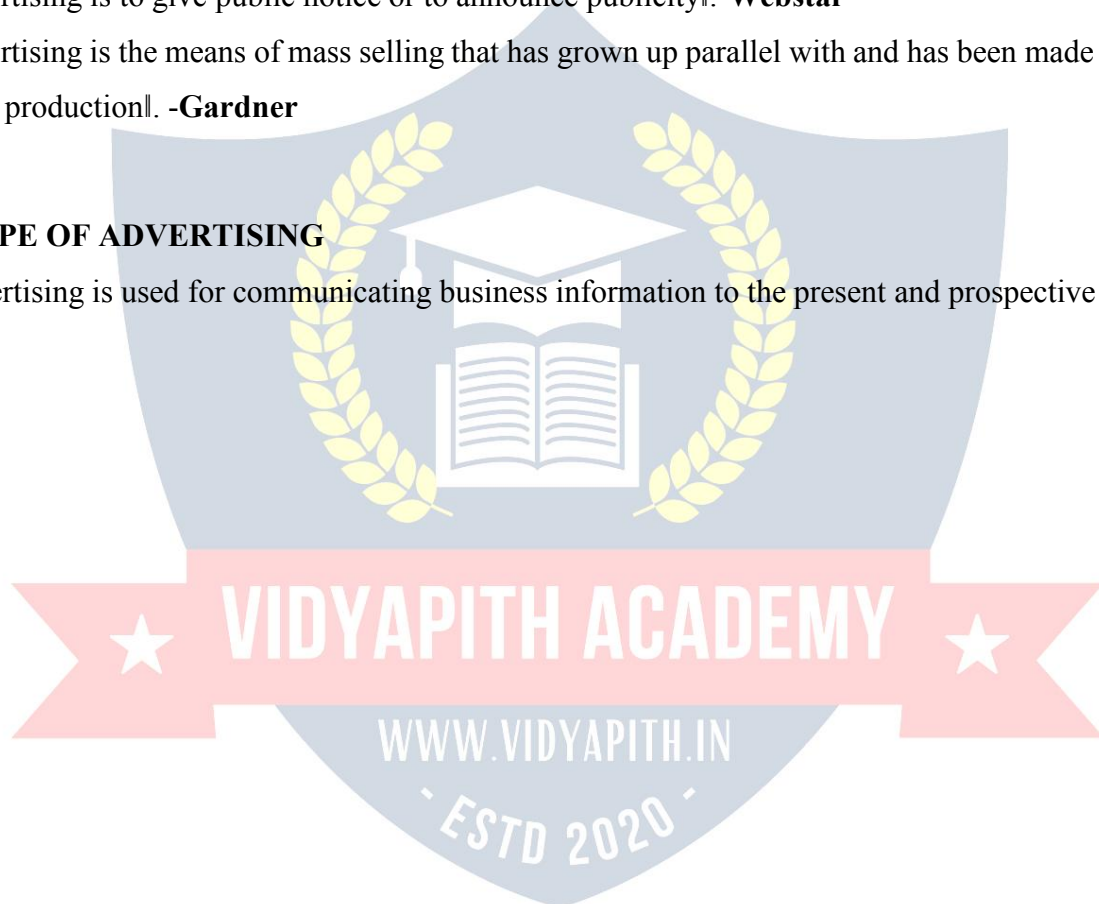 rtising is to give public notice or to announce publicity‖. -Webstar
rtising is the means of mass selling that has grown up parallel with and has been made
production‖. -Gardner
PE OF ADVERTISING
ertising is used for communicating business information to the present and prospective
VIDYAPITH ACADEMY
WWW.VIDYAPITH.IN
- ESTD 2020 -